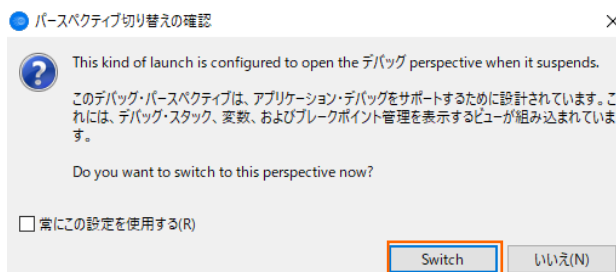 パースペクティブ切り替えの確認
This kind of launch is configured to open the デバッグ perspective when it suspends.
このデバッグ・パースペクティブは、アプリケーション・デバッグをサポートするために設計されています。こ
れには、デバッグ・スタック、変数、およびブレークポイント管理を表示するビューが組み込まれていま
す。
Do you want to switch to this perspective now?
常にこの設定を使用する(R)
Switch
いいえ(N)